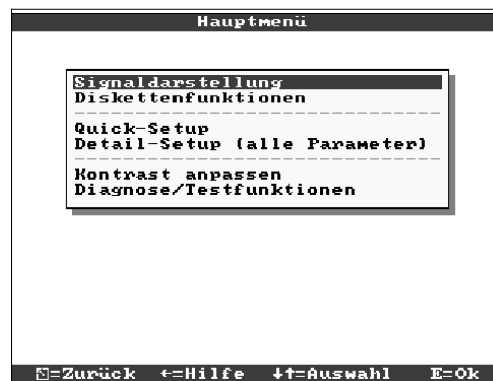 Hauptmenü
Signaldarstellung
Diskettenfunktionen
Quick-Setup
Detail-Setup (alle Parameter)
Kontrast anpassen
Diagnose/Testfunktionen
=Zurück ←=Hilfe ↓↑=Auswahl E=Ok